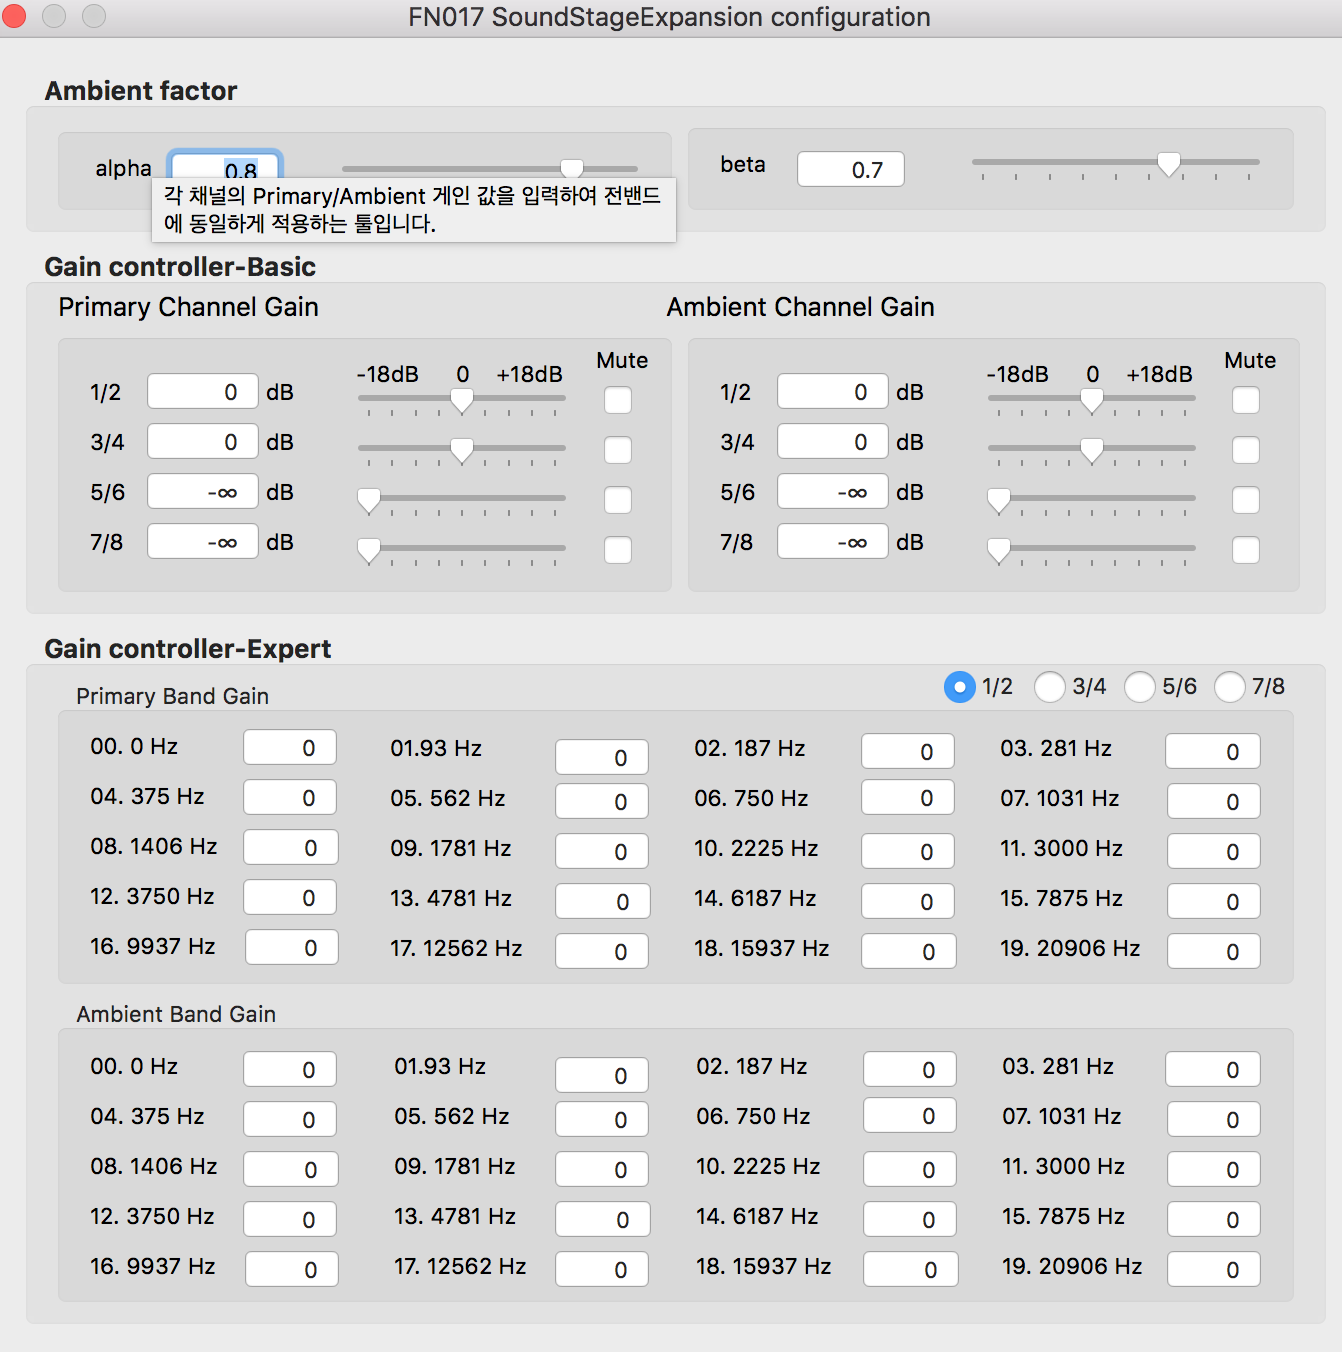 FN017 SoundStageExpansion configuration
Ambient factor
alpha 0.8 beta 0.7
각 채널의 Primary/Ambient 게인 값을 입력하여 전밴드
에 동일하게 적용하는 툴입니다.
Gain controller-Basic
Primary Channel Gain Ambient Channel Gain
-18dB 0 +18dB Mute -18dB 0 +18dB Mute
1/2 0 dB 1/2 0 dB
3/4 0 dB 3/4 0 dB
5/6 -∞ dB 5/6 -∞ dB
7/8 -∞ dB 7/8 -∞ dB
Gain controller-Expert
Primary Band Gain 1/2 3/4 5/6 7/8
00. 0 Hz 0 01.93 Hz 0 02. 187 Hz 0 03. 281 Hz 0
04. 375 Hz 0 05. 562 Hz 0 06. 750 Hz 0 07. 1031 Hz 0
08. 1406 Hz 0 09. 1781 Hz 0 10. 2225 Hz 0 11. 3000 Hz 0
12. 3750 Hz 0 13. 4781 Hz 0 14. 6187 Hz 0 15. 7875 Hz 0
16. 9937 Hz 0 17. 12562 Hz 0 18. 15937 Hz 0 19. 20906 Hz 0
Ambient Band Gain
00. 0 Hz 0 01.93 Hz 0 02. 187 Hz 0 03. 281 Hz 0
04. 375 Hz 0 05. 562 Hz 0 06. 750 Hz 0 07. 1031 Hz 0
08. 1406 Hz 0 09. 1781 Hz 0 10. 2225 Hz 0 11. 3000 Hz 0
12. 3750 Hz 0 13. 4781 Hz 0 14. 6187 Hz 0 15. 7875 Hz 0
16. 9937 Hz 0 17. 12562 Hz 0 18. 15937 Hz 0 19. 20906 Hz 0